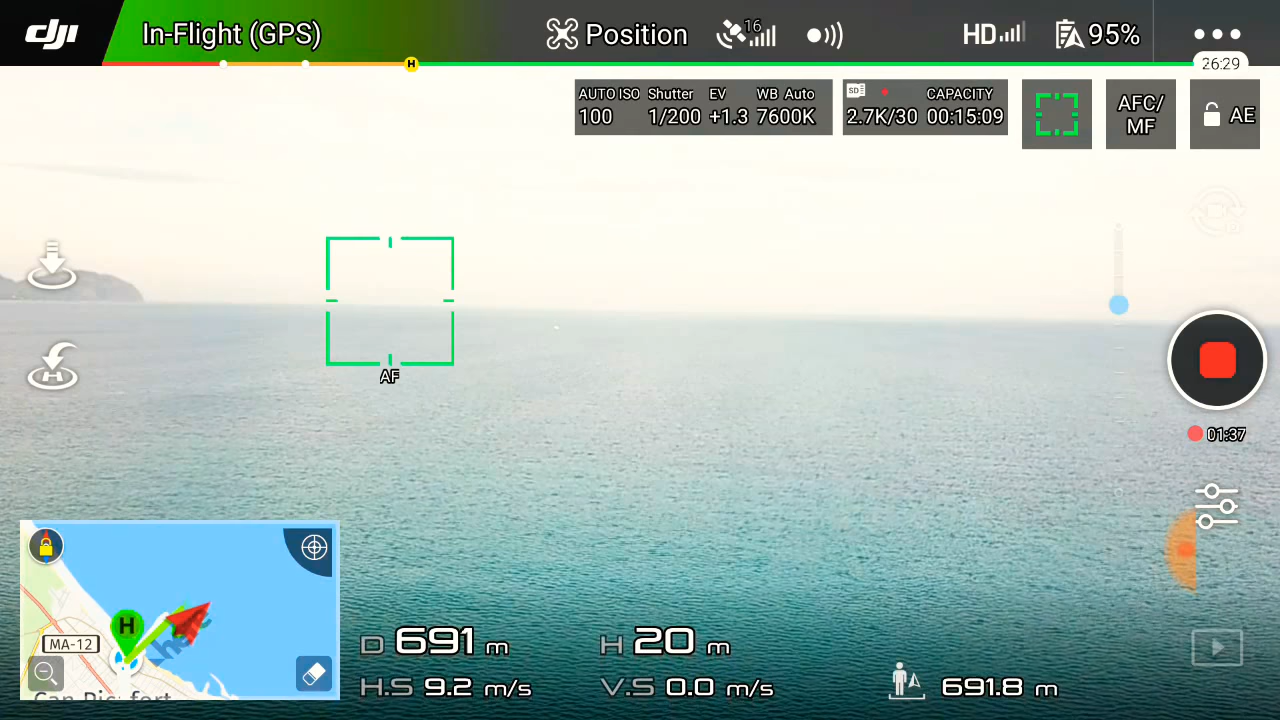 dji
In-Flight (GPS)
Position
16
HD
95%
26:29
AUTO ISO Shutter EV WB Auto
100 1/200 +1.3 7600K
SD CAPACITY
2.7K/30 00:15:09
AFC/
MF
AE
H
AF
01:37
H
MA-12
D 691 m
H 20 m
H.S 9.2 m/s
V.S 0.0 m/s
691.8 m